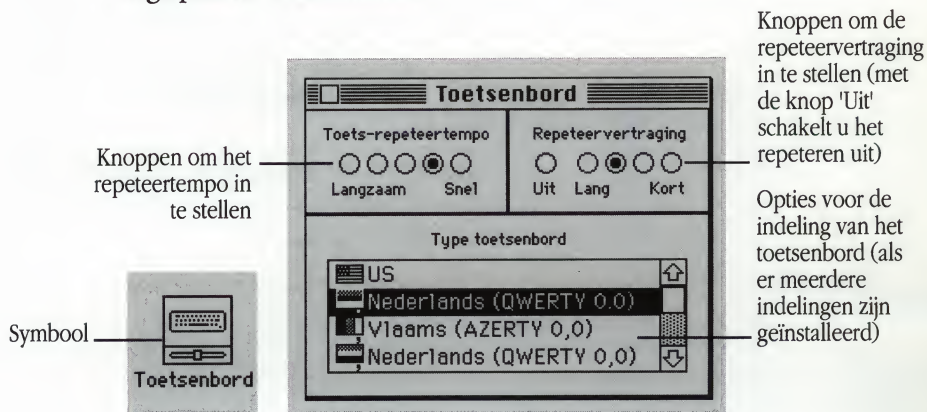 Knoppen om de
repeteervertraging
in te stellen (met
de knop 'Uit'
schakelt u het
repeteren uit)
Toetsenbord
Toets-repeteertempo
Repeteervertraging
Knoppen om het
repeteertempo in
te stellen
Langzaam Snel
Uit Lang Kort
Opties voor de
indeling van het
toetsenbord (als
er meerdere
indelingen zijn
geïnstalleerd)
Type toetsenbord
US
Nederlands (QWERTY 0.0)
Vlaams (AZERTY 0,0)
Nederlands (QWERTY 0,0)
Symbool
Toetsenbord